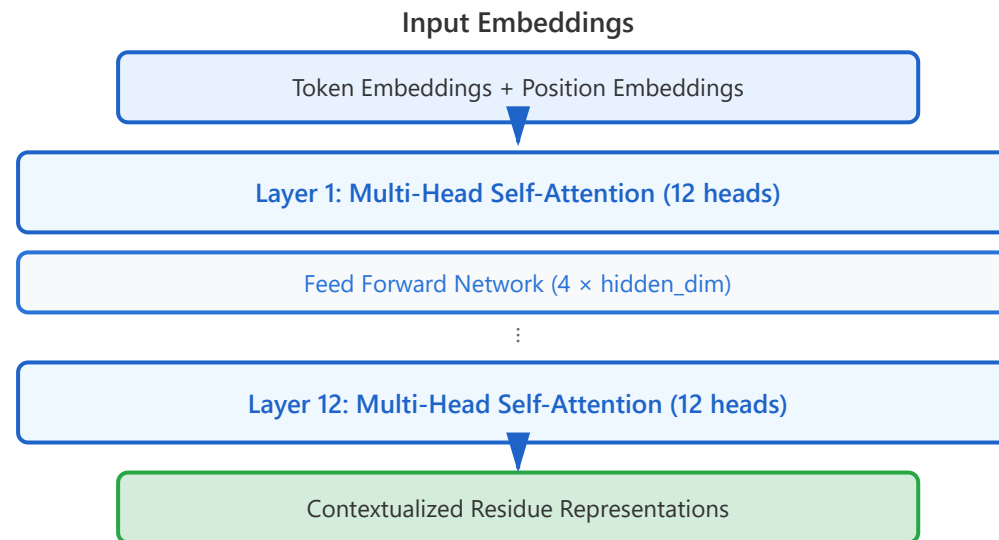 Input Embeddings
Token Embeddings + Position Embeddings
Layer 1: Multi-Head Self-Attention (12 heads)
Feed Forward Network (4 × hidden_dim)
⋮
Layer 12: Multi-Head Self-Attention (12 heads)
Contextualized Residue Representations